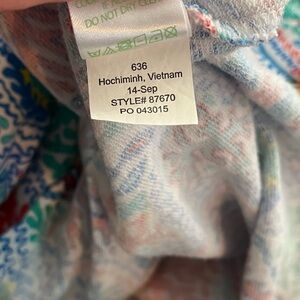 DO NOT DRY CLEAN
636
Hochiminh, Vietnam
14-Sep
STYLE# 87670
PO 043015